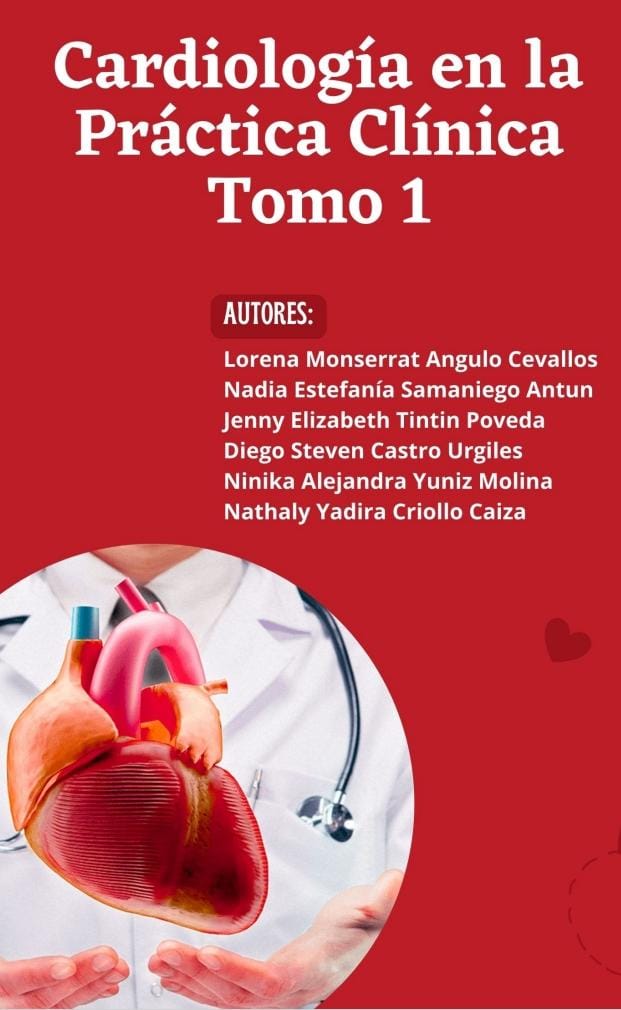 Cardiología en la
Práctica Clínica
Tomo 1
AUTORES:
Lorena Monserrat Angulo Cevallos
Nadia Estefanía Samaniego Antun
Jenny Elizabeth Tintin Poveda
Diego Steven Castro Urgiles
Ninika Alejandra Yuniz Molina
Nathaly Yadira Criollo Caiza